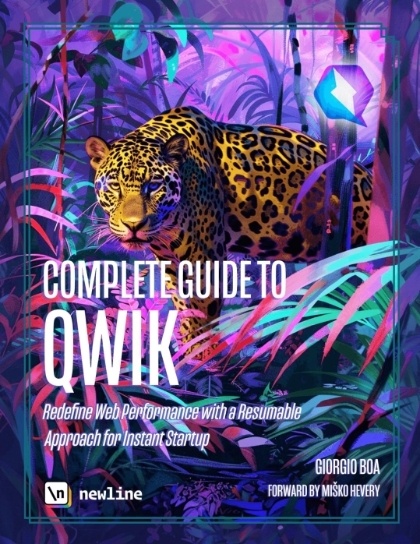 COMPLETE GUIDE TO
QWIK
Redefine Web Performance with a Resumable
Approach for Instant Startup
GIORGIO BOA
FORWARD BY MIŠKO HEVERY
\n newline